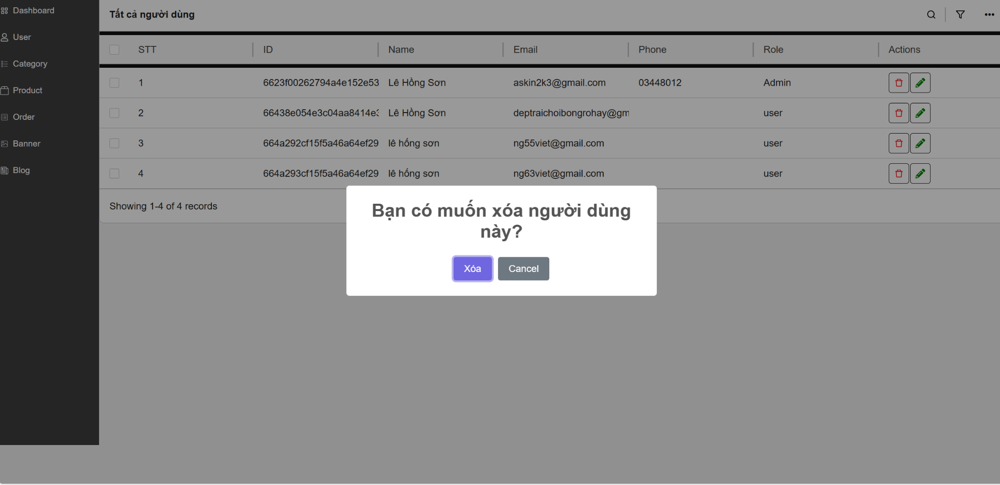 Dashboard
User
Category
Product
Order
Banner
Blog
Tất cả người dùng
STT ID Name Email Phone Role Actions
1 6623f00262794a4e152e53 Lê Hồng Sơn askin2k3@gmail.com 03448012 Admin
2 66438e054e3c04aa8414e3 Lê Hồng Sơn deptraichoibongrohay@gm user
3 664a292cf15f5a46a64ef29 lê hống sơn ng55viet@gmail.com user
4 664a293cf15f5a46a64ef29 lê hống sơn ng63viet@gmail.com user
Showing 1-4 of 4 records
Bạn có muốn xóa người dùng
này?
Xóa Cancel